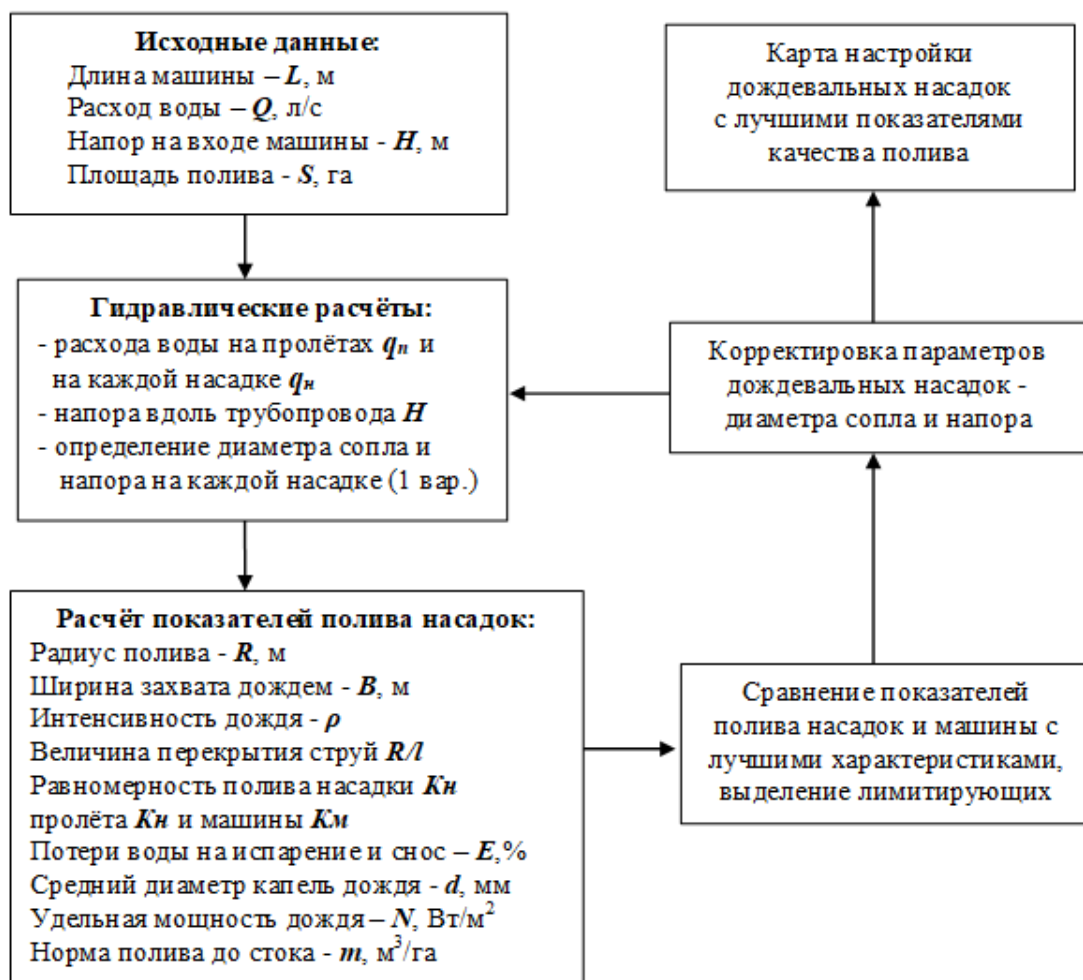 Исходные данные:
Длина машины – L, м
Расход воды – Q, л/с
Напор на входе машины - H, м
Площадь полива - S, га
Гидравлические расчёты:
- расхода воды на пролётах qп и
на каждой насадке qн
- напора вдоль трубопровода H
- определение диаметра сопла и
напора на каждой насадке (1 вар.)
Расчёт показателей полива насадок:
Радиус полива - R, м
Ширина захвата дождем - B, м
Интенсивность дождя - ρ
Величина перекрытия струй R/l
Равномерность полива насадки Kн
пролёта Kн и машины Kм
Потери воды на испарение и снос – E,%
Средний диаметр капель дождя - d, мм
Удельная мощность дождя – N, Вт/м²
Норма полива до стока - m, м³/га
Сравнение показателей
полива насадок и машины с
лучшими характеристиками,
выделение лимитирующих
Корректировка параметров
дождевальных насадок -
диаметра сопла и напора
Карта настройки
дождевальных насадок
с лучшими показателями
качества полива